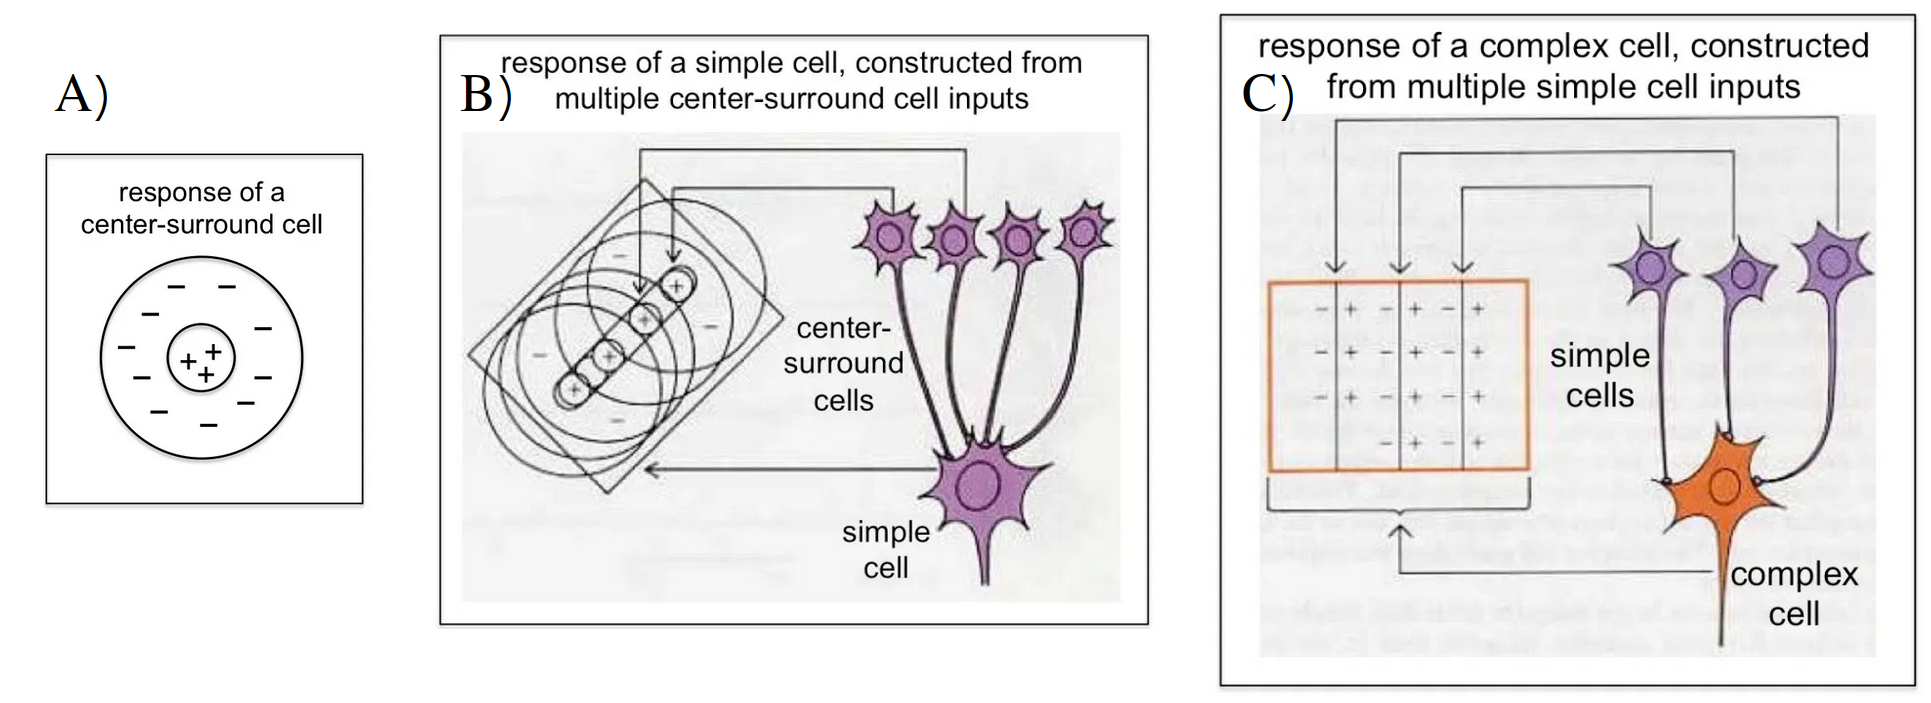 A)
response of a
center-surround cell
− −
−
−
−
+ +
+
− −
− −
−
B)
response of a simple cell, constructed from
multiple center-surround cell inputs
−
+
+
−
−
+
+
−
center-
surround
cells
simple
cell
C)
response of a complex cell, constructed
from multiple simple cell inputs
− + − + − +
− + − + − +
− + − + − +
− + − +
simple
cells
complex
cell